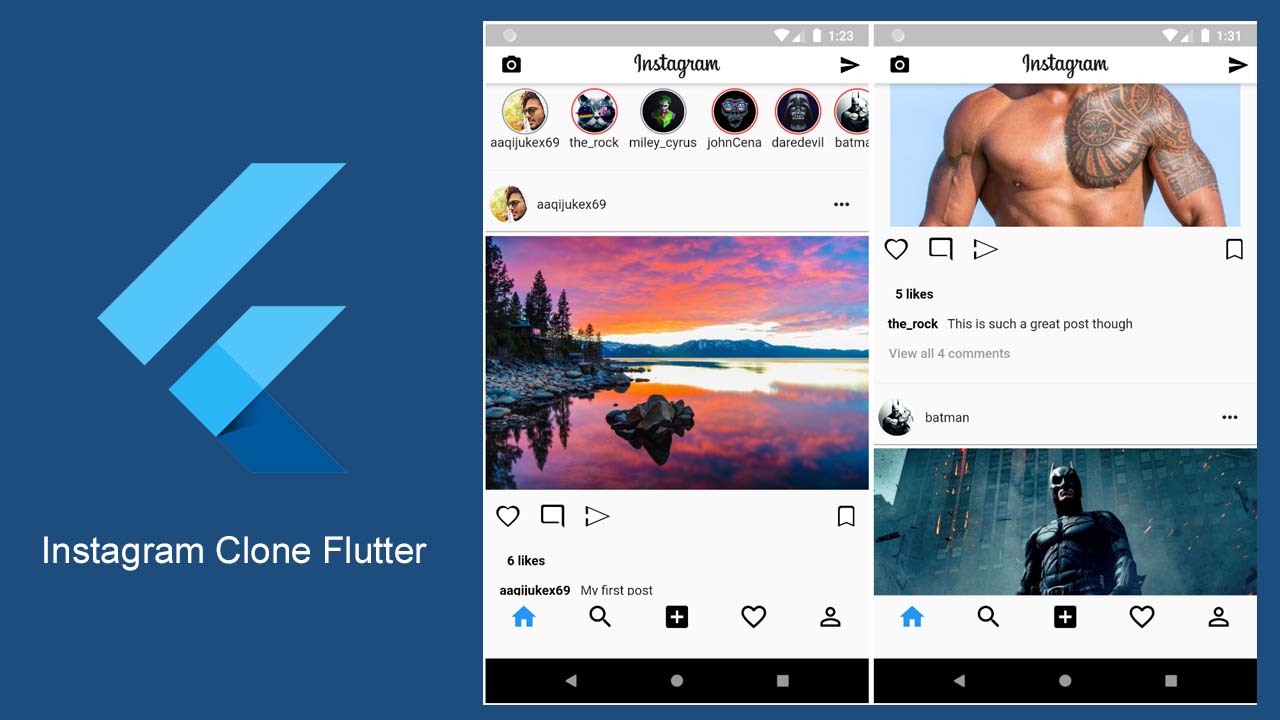 Instagram Clone Flutter
1:23
Instagram
aaqijukex69 the_rock miley_cyrus johnCena daredevil batma
aaqijukex69
6 likes
aaqijukex69 My first post
1:31
Instagram
5 likes
the_rock This is such a great post though
View all 4 comments
batman